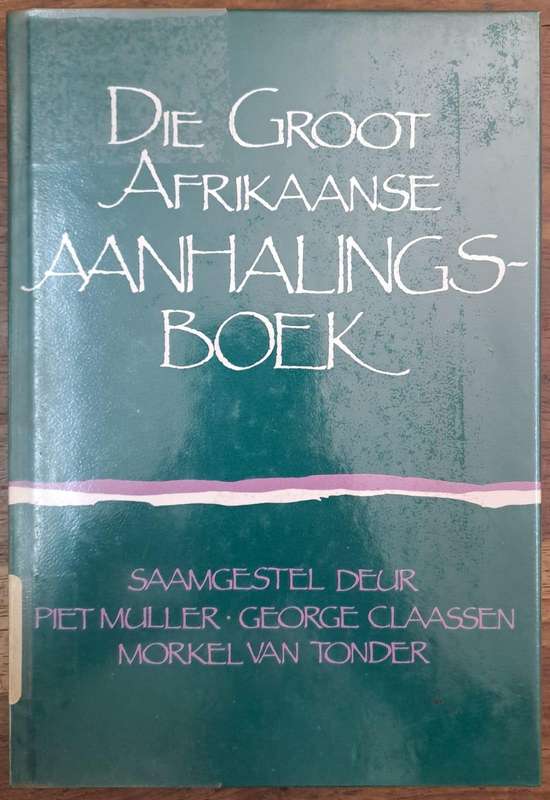 DIE GROOT
AFRIKAANSE
AANHALINGS-
BOEK
SAAMGESTEL DEUR
PIET MULLER · GEORGE CLAASSEN
MORKEL VAN TONDER